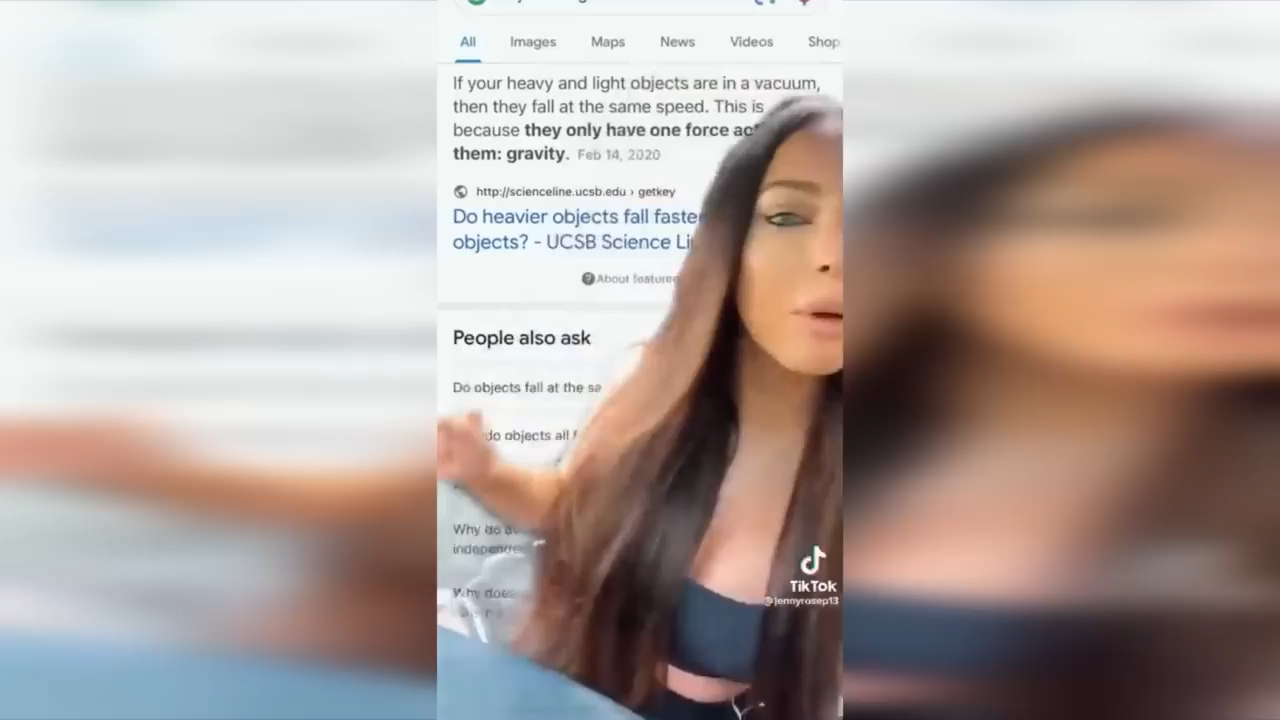 All Images Maps News Videos Shop
If your heavy and light objects are in a vacuum,
then they fall at the same speed. This is
because they only have one force
them: gravity. Feb 14, 2020
http://scienceline.ucsb.edu › getkey
Do heavier objects fall faster
objects? - UCSB Science
About featured
People also ask
Do objects fall at the
do objects all
Why do
Why does
TikTok
@jennyrosep13